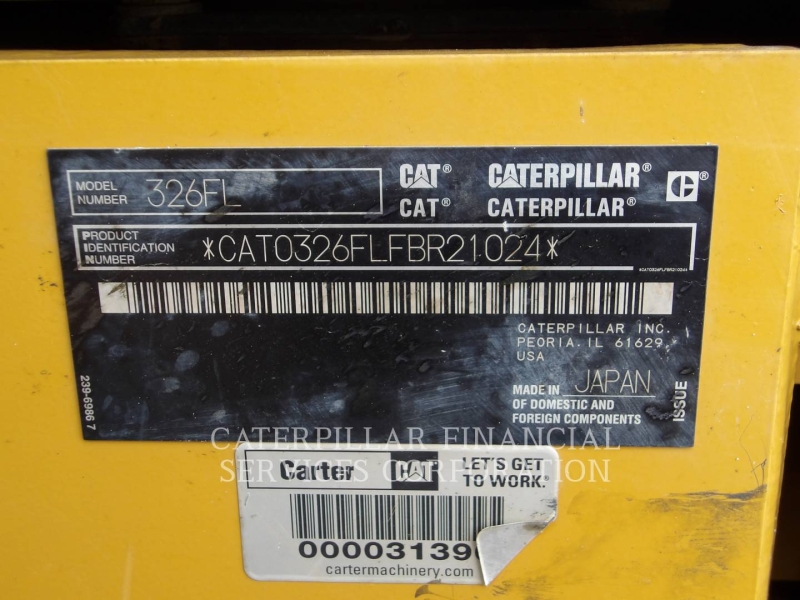 MODEL NUMBER 326FL
CAT® CATERPILLAR® C®
CAT® CATERPILLAR®
PRODUCT IDENTIFICATION NUMBER *CAT0326FLFBR21024*
*CAT0326FLFBR21024
CATERPILLAR INC.
PEORIA. IL 61629
USA
MADE IN JAPAN
OF DOMESTIC AND
FOREIGN COMPONENTS
ISSUE
239-6986 7
CATERPILLAR FINANCIAL
SERVICES CORPORATION
Carter CAT LET'S GET
TO WORK.®
00003139
cartermachinery.com